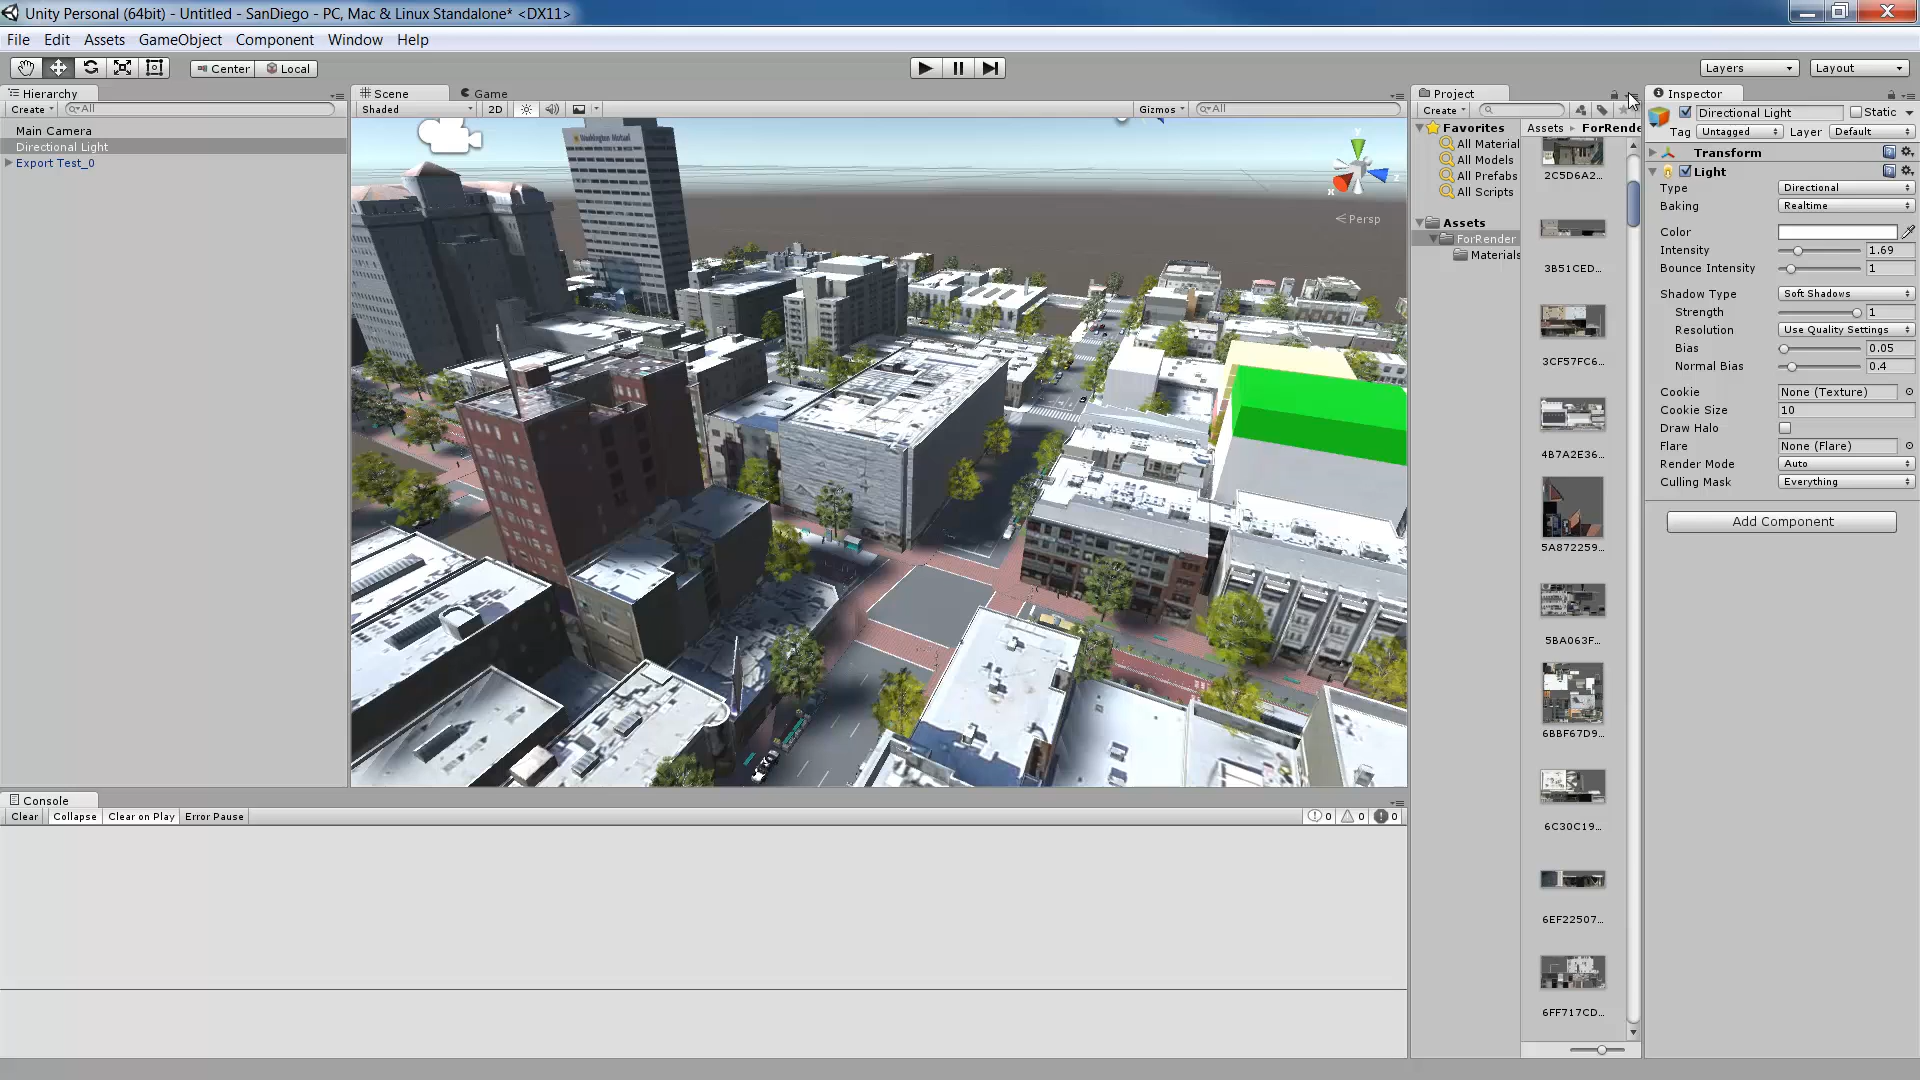 Unity Personal (64bit) - Untitled - SanDiego - PC, Mac & Linux Standalone* <DX11>
File Edit Assets GameObject Component Window Help
Center Local Layers Layout
Hierarchy
Create All
Main Camera
Directional Light
Export Test_0
Scene Game
Shaded 2D Gizmos All
Washington Mutual
y
x
z
Persp
Console
Clear Collapse Clear on Play Error Pause 0 0 0
Project
Create
Favorites
All Material
All Models
All Prefabs
All Scripts
Assets
ForRender
Materials
Assets ForRende
2C5D6A2...
3B51CED...
3CF57FC6...
4B7A2E36...
5A872259...
5BA063F...
6BBF67D9...
6C30C19...
6EF22507...
6FF717CD...
Inspector
Directional Light Static
Tag Untagged Layer Default
Transform
Light
Type Directional
Baking Realtime
Color
Intensity 1.69
Bounce Intensity 1
Shadow Type Soft Shadows
Strength 1
Resolution Use Quality Settings
Bias 0.05
Normal Bias 0.4
Cookie None (Texture)
Cookie Size 10
Draw Halo
Flare None (Flare)
Render Mode Auto
Culling Mask Everything
Add Component